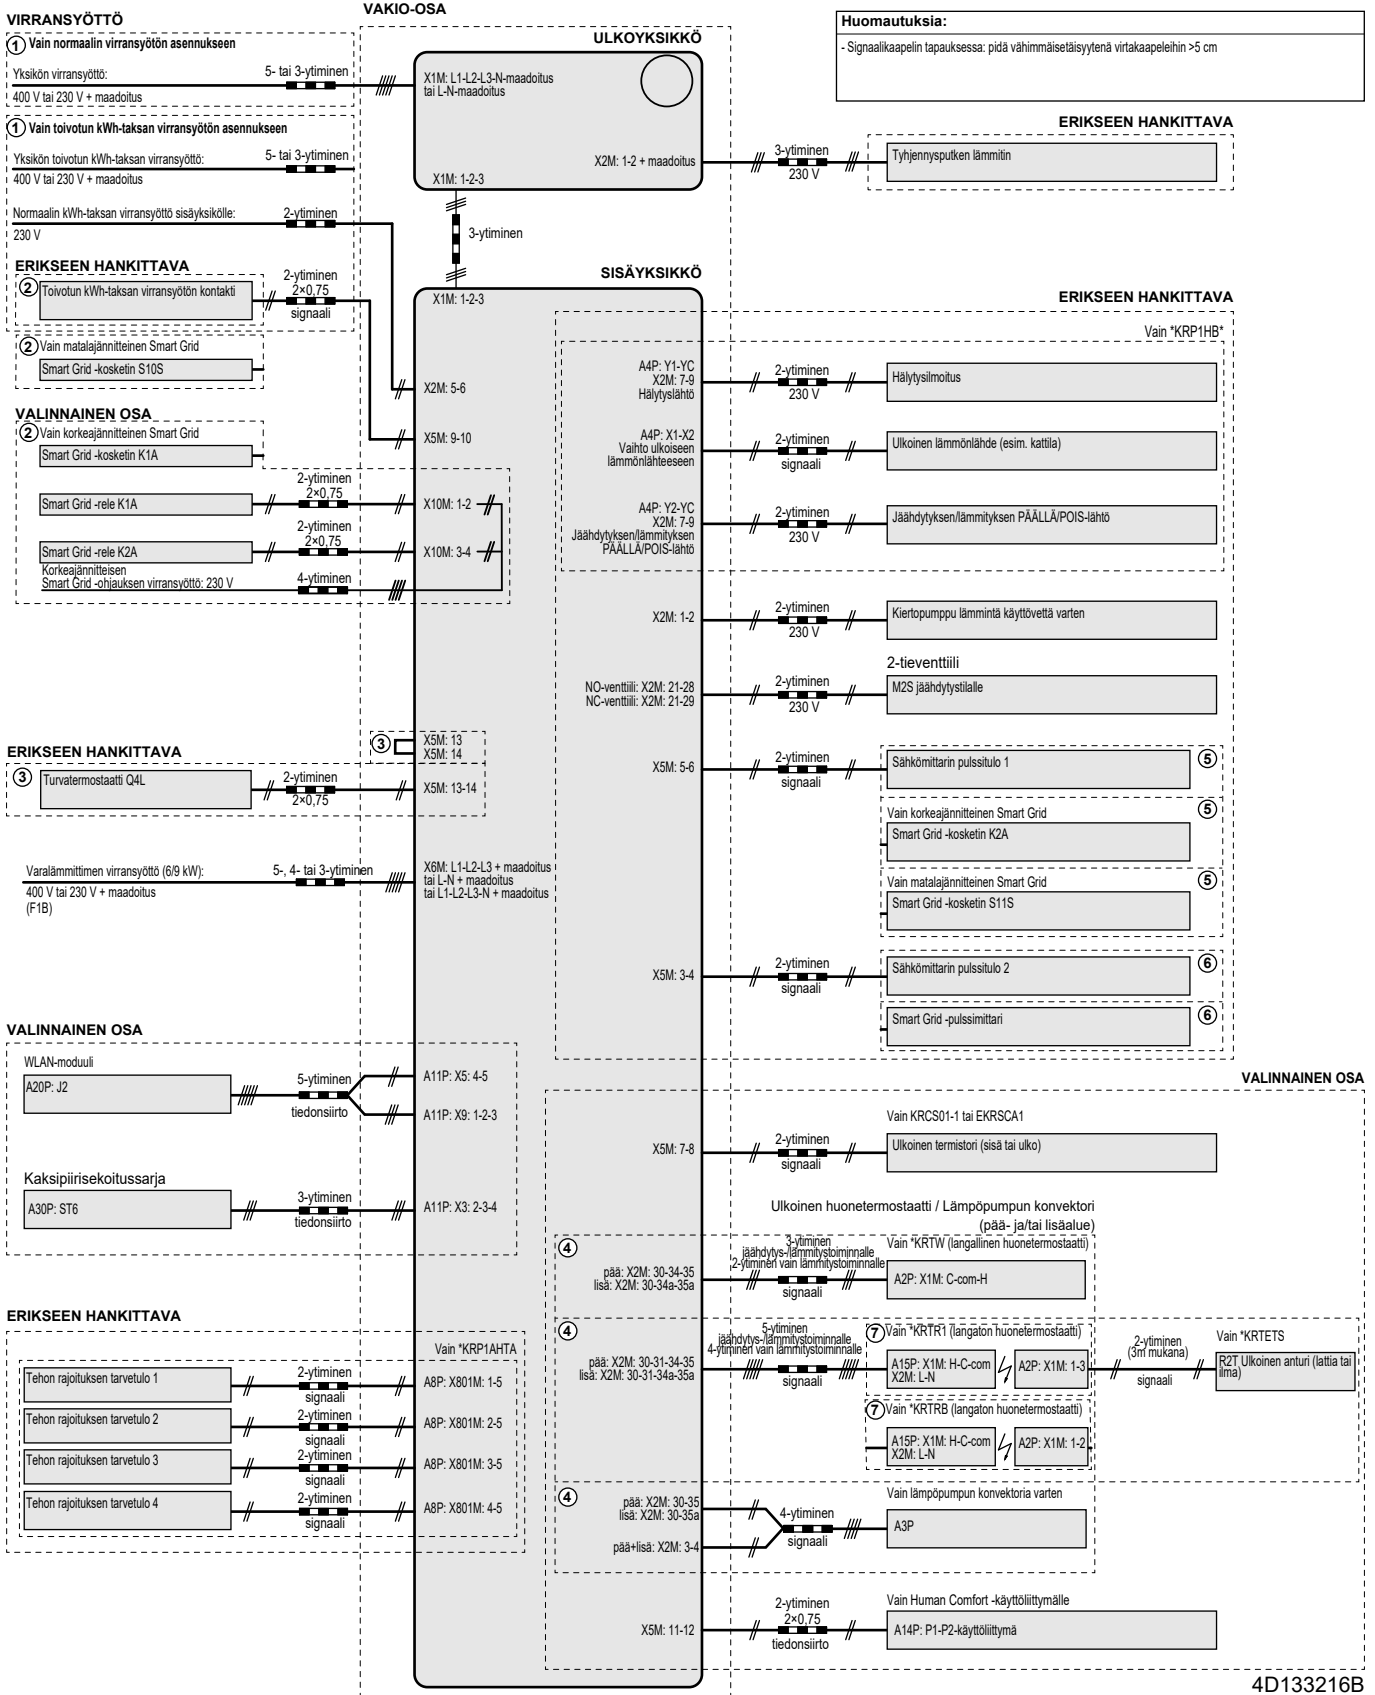 VIRRANSYÖTTÖ
① Vain normaalin virransyötön asennukseen
Yksikön virransyöttö:
400 V tai 230 V + maadoitus
5- tai 3-ytiminen
① Vain toivotun kWh-taksan virransyötön asennukseen
Yksikön toivotun kWh-taksan virransyöttö:
400 V tai 230 V + maadoitus
5- tai 3-ytiminen
Normaalin kWh-taksan virransyöttö sisäyksikölle:
230 V
2-ytiminen
ERIKSEEN HANKITTAVA
② Toivotun kWh-taksan virransyötön kontakti
2-ytiminen
2×0,75
signaali
② Vain matalajännitteinen Smart Grid
Smart Grid -kosketin S10S
VALINNAINEN OSA
② Vain korkeajännitteinen Smart Grid
Smart Grid -kosketin K1A
Smart Grid -rele K1A
2-ytiminen
2×0,75
Smart Grid -rele K2A
2-ytiminen
2×0,75
Korkeajännitteisen
Smart Grid -ohjauksen virransyöttö: 230 V
4-ytiminen
ERIKSEEN HANKITTAVA
③ Turvatermostaatti Q4L
2-ytiminen
2×0,75
Varalämmittimen virransyöttö (6/9 kW):
400 V tai 230 V + maadoitus
(F1B)
5-, 4- tai 3-ytiminen
VALINNAINEN OSA
WLAN-moduuli
A20P: J2
5-ytiminen
tiedonsiirto
Kaksipiirisekoitussarja
A30P: ST6
3-ytiminen
tiedonsiirto
ERIKSEEN HANKITTAVA
Vain *KRP1AHTA
Tehon rajoituksen tarvetulo 1
2-ytiminen
signaali
A8P: X801M: 1-5
Tehon rajoituksen tarvetulo 2
2-ytiminen
signaali
A8P: X801M: 2-5
Tehon rajoituksen tarvetulo 3
2-ytiminen
signaali
A8P: X801M: 3-5
Tehon rajoituksen tarvetulo 4
2-ytiminen
signaali
A8P: X801M: 4-5
VAKIO-OSA
ULKOYKSIKKÖ
X1M: L1-L2-L3-N-maadoitus
tai L-N-maadoitus
X2M: 1-2 + maadoitus
X1M: 1-2-3
3-ytiminen
SISÄYKSIKKÖ
X1M: 1-2-3
X2M: 5-6
X5M: 9-10
X10M: 1-2
X10M: 3-4
③ X5M: 13
X5M: 14
X5M: 13-14
X6M: L1-L2-L3 + maadoitus
tai L-N + maadoitus
tai L1-L2-L3-N + maadoitus
A11P: X5: 4-5
A11P: X9: 1-2-3
A11P: X3: 2-3-4
Huomautuksia:
- Signaalikaapelin tapauksessa: pidä vähimmäisetäisyytenä virtakaapeleihin >5 cm
ERIKSEEN HANKITTAVA
3-ytiminen
230 V
Tyhjennysputken lämmitin
ERIKSEEN HANKITTAVA
Vain *KRP1HB*
A4P: Y1-YC
X2M: 7-9
Hälytyslähtö
2-ytiminen
230 V
Hälytysilmoitus
A4P: X1-X2
Vaihto ulkoiseen
lämmönlähteeseen
2-ytiminen
signaali
Ulkoinen lämmönlähde (esim. kattila)
A4P: Y2-YC
X2M: 7-9
Jäähdytyksen/lämmityksen
PÄÄLLÄ/POIS-lähtö
2-ytiminen
230 V
Jäähdytyksen/lämmityksen PÄÄLLÄ/POIS-lähtö
X2M: 1-2
2-ytiminen
230 V
Kiertopumppu lämmintä käyttövettä varten
2-tieventtiili
NO-venttiili: X2M: 21-28
NC-venttiili: X2M: 21-29
2-ytiminen
230 V
M2S jäähdytystilalle
X5M: 5-6
2-ytiminen
signaali
Sähkömittarin pulssitulo 1
⑤
Vain korkeajännitteinen Smart Grid
⑤
Smart Grid -kosketin K2A
Vain matalajännitteinen Smart Grid
⑤
Smart Grid -kosketin S11S
X5M: 3-4
2-ytiminen
signaali
Sähkömittarin pulssitulo 2
⑥
Smart Grid -pulssimittari
⑥
VALINNAINEN OSA
Vain KRCS01-1 tai EKRSCA1
X5M: 7-8
2-ytiminen
signaali
Ulkoinen termistori (sisä tai ulko)
Ulkoinen huonetermostaatti / Lämpöpumpun konvektori
(pää- ja/tai lisäalue)
④
pää: X2M: 30-34-35
lisä: X2M: 30-34a-35a
3-ytiminen
jäähdytys-/lämmitystoiminnalle
2-ytiminen vain lämmitystoiminnalle
signaali
Vain *KRTW (langallinen huonetermostaatti)
A2P: X1M: C-com-H
④
pää: X2M: 30-31-34-35
lisä: X2M: 30-31-34a-35a
5-ytiminen
jäähdytys-/lämmitystoiminnalle
4-ytiminen vain lämmitystoiminnalle
signaali
⑦ Vain *KRTR1 (langaton huonetermostaatti)
A15P: X1M: H-C-com
X2M: L-N
A2P: X1M: 1-3
2-ytiminen
(3m mukana)
signaali
Vain *KRTETS
R2T Ulkoinen anturi (lattia tai
ilma)
⑦ Vain *KRTRB (langaton huonetermostaatti)
A15P: X1M: H-C-com
X2M: L-N
A2P: X1M: 1-2
④
pää: X2M: 30-35
lisä: X2M: 30-35a
pää+lisä: X2M: 3-4
4-ytiminen
signaali
Vain lämpöpumpun konvektoria varten
A3P
X5M: 11-12
2-ytiminen
2×0,75
tiedonsiirto
Vain Human Comfort -käyttöliittymälle
A14P: P1-P2-käyttöliittymä
4D133216B